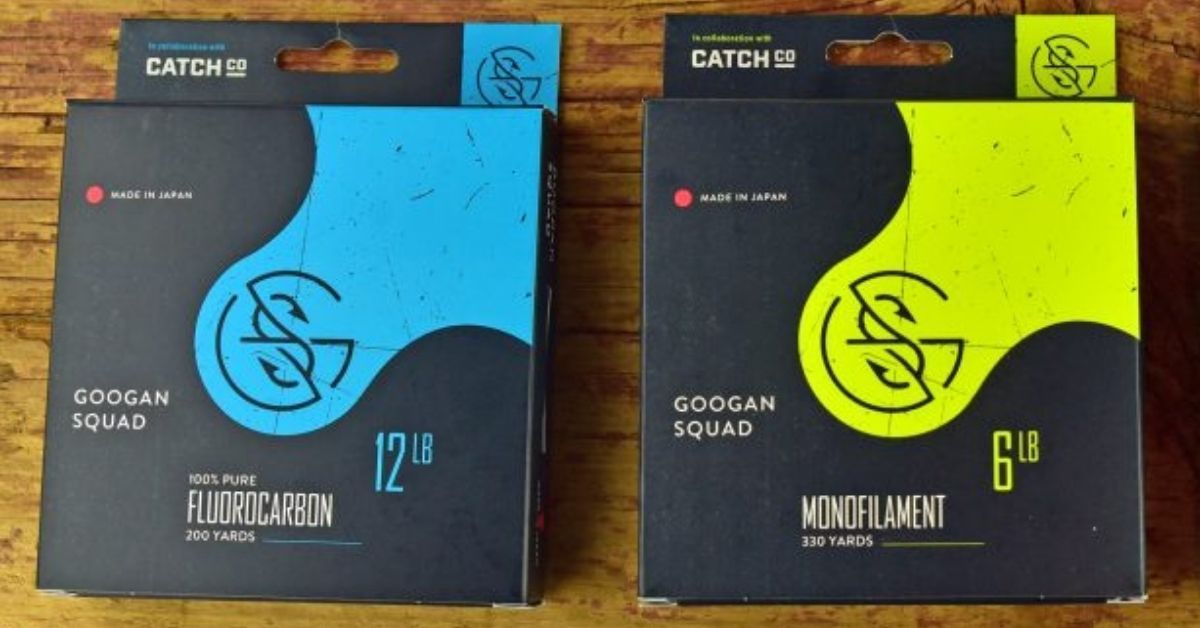 In collaboration with
CATCH CO
MADE IN JAPAN
GOOGAN
SQUAD
12 LB
100% PURE
FLUOROCARBON
200 YARDS
In collaboration with
CATCH CO
MADE IN JAPAN
GOOGAN
SQUAD
6 LB
MONOFILAMENT
330 YARDS